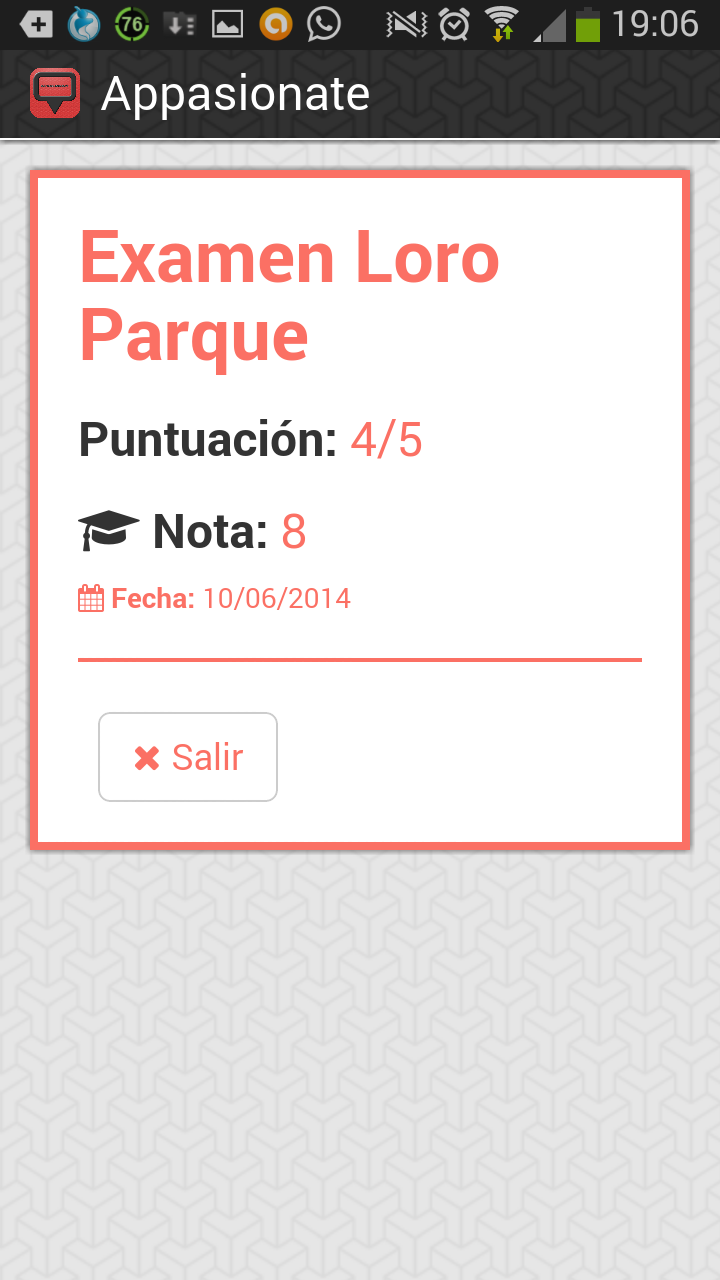 76
19:06
Appasionate
Examen Loro
Parque
Puntuación: 4/5
Nota: 8
Fecha: 10/06/2014
Salir